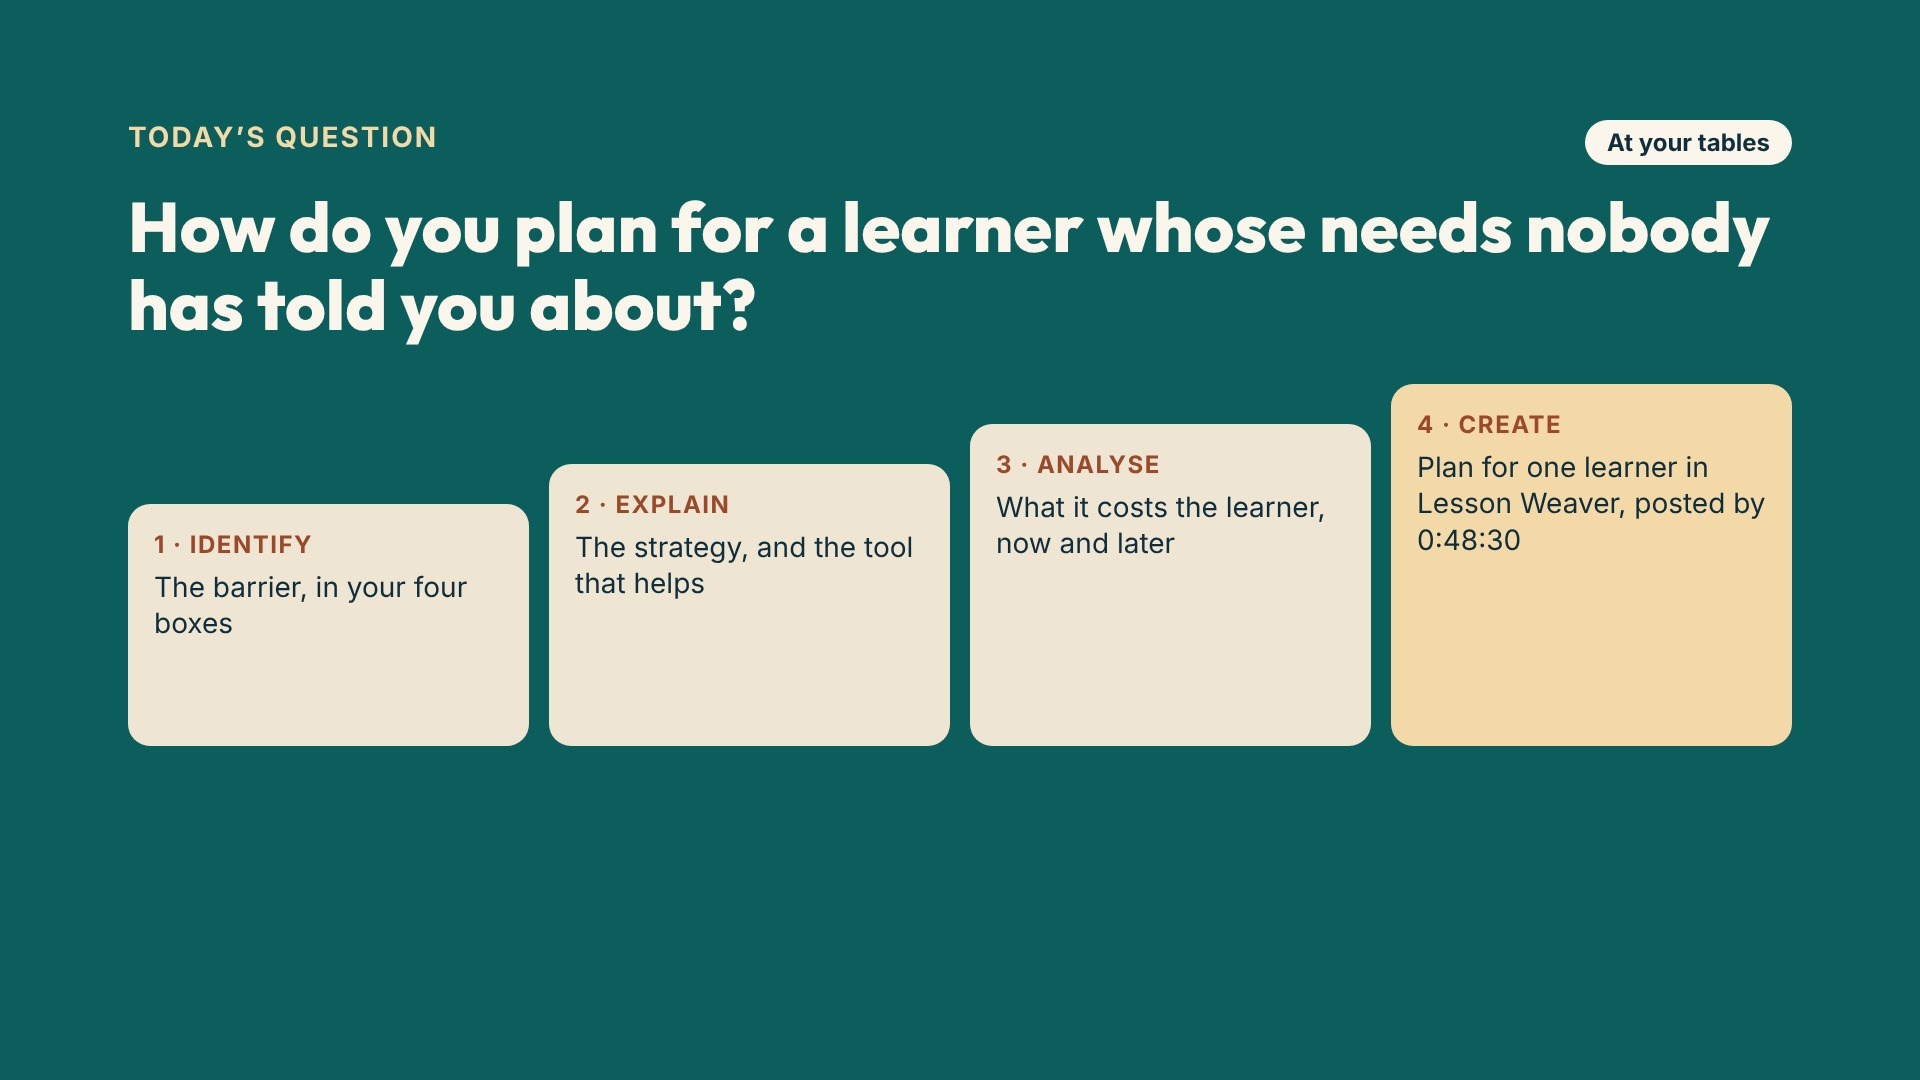 TODAY’S QUESTION
At your tables
How do you plan for a learner whose needs nobody
has told you about?
1 · IDENTIFY
The barrier, in your four
boxes
2 · EXPLAIN
The strategy, and the tool
that helps
3 · ANALYSE
What it costs the learner,
now and later
4 · CREATE
Plan for one learner in
Lesson Weaver, posted by
0:48:30